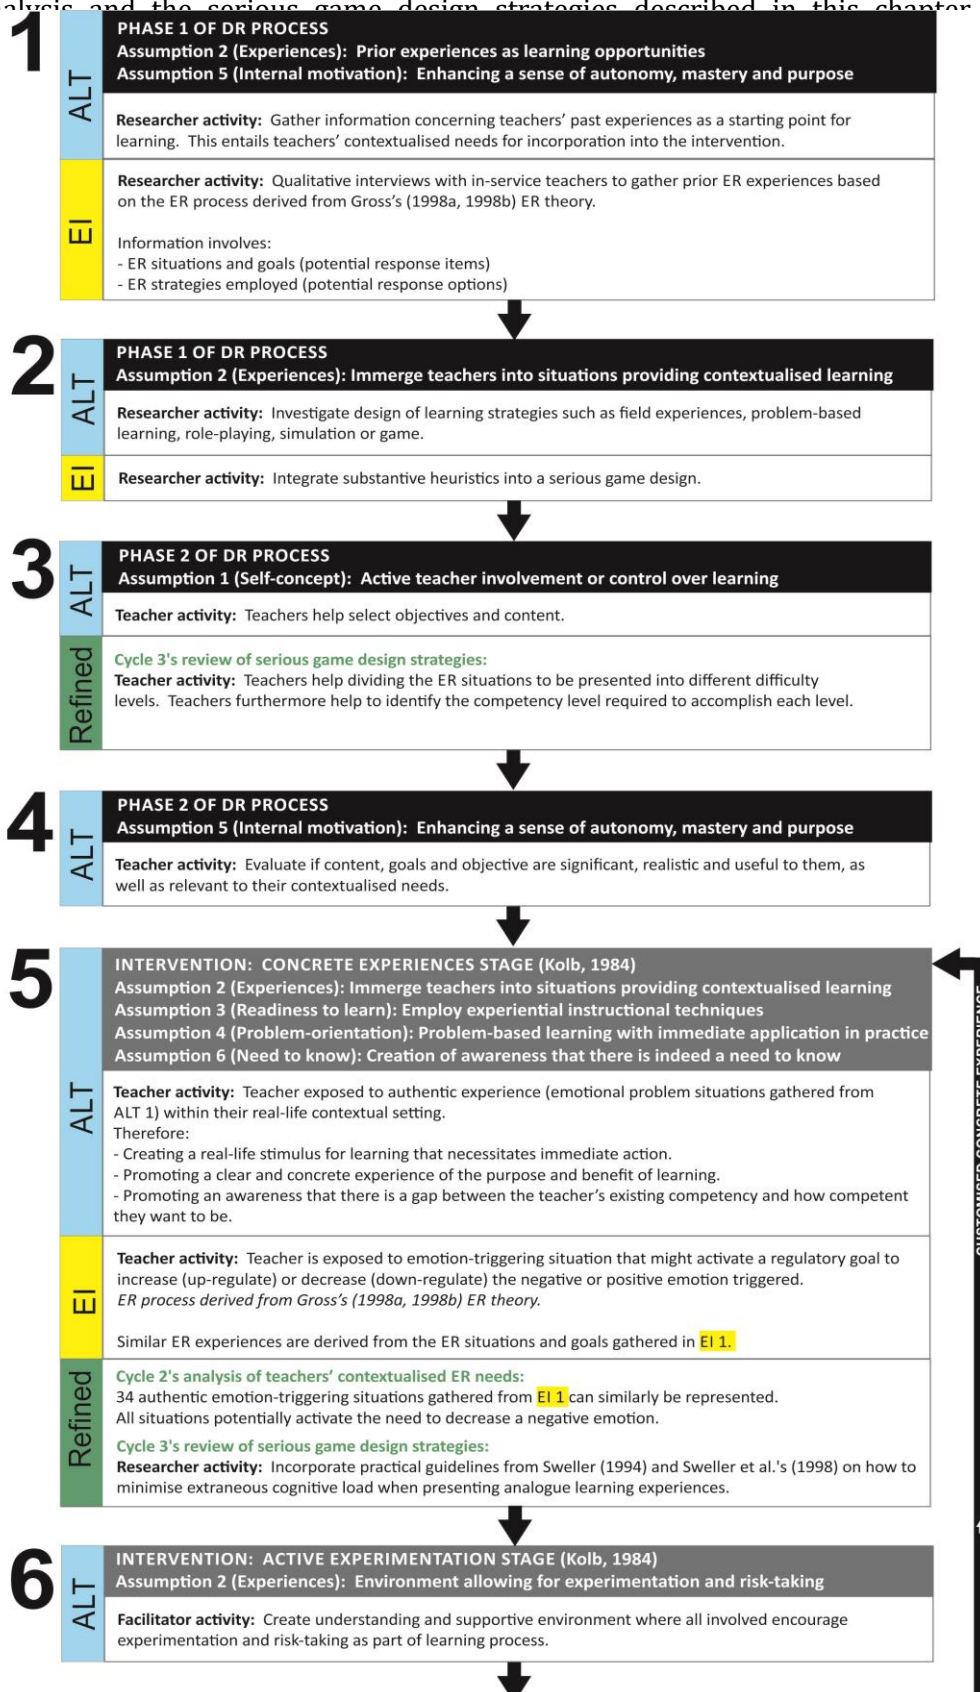 analysis and the serious game design strategies described in this chapter
1
ALT
PHASE 1 OF DR PROCESS
Assumption 2 (Experiences): Prior experiences as learning opportunities
Assumption 5 (Internal motivation): Enhancing a sense of autonomy, mastery and purpose
Researcher activity: Gather information concerning teachers' past experiences as a starting point for
learning. This entails teachers' contextualised needs for incorporation into the intervention.
EI
Researcher activity: Qualitative interviews with in-service teachers to gather prior ER experiences based
on the ER process derived from Gross's (1998a, 1998b) ER theory.
Information involves:
- ER situations and goals (potential response items)
- ER strategies employed (potential response options)
2
ALT
PHASE 1 OF DR PROCESS
Assumption 2 (Experiences): Immerge teachers into situations providing contextualised learning
Researcher activity: Investigate design of learning strategies such as field experiences, problem-based
learning, role-playing, simulation or game.
EI
Researcher activity: Integrate substantive heuristics into a serious game design.
3
ALT
PHASE 2 OF DR PROCESS
Assumption 1 (Self-concept): Active teacher involvement or control over learning
Teacher activity: Teachers help select objectives and content.
Refined
Cycle 3's review of serious game design strategies:
Teacher activity: Teachers help dividing the ER situations to be presented into different difficulty
levels. Teachers furthermore help to identify the competency level required to accomplish each level.
4
ALT
PHASE 2 OF DR PROCESS
Assumption 5 (Internal motivation): Enhancing a sense of autonomy, mastery and purpose
Teacher activity: Evaluate if content, goals and objective are significant, realistic and useful to them, as
well as relevant to their contextualised needs.
5
ALT
INTERVENTION: CONCRETE EXPERIENCES STAGE (Kolb, 1984)
Assumption 2 (Experiences): Immerge teachers into situations providing contextualised learning
Assumption 3 (Readiness to learn): Employ experiential instructional techniques
Assumption 4 (Problem-orientation): Problem-based learning with immediate application in practice
Assumption 6 (Need to know): Creation of awareness that there is indeed a need to know
Teacher activity: Teacher exposed to authentic experience (emotional problem situations gathered from
ALT 1) within their real-life contextual setting.
Therefore:
- Creating a real-life stimulus for learning that necessitates immediate action.
- Promoting a clear and concrete experience of the purpose and benefit of learning.
- Promoting an awareness that there is a gap between the teacher's existing competency and how competent
they want to be.
EI
Teacher activity: Teacher is exposed to emotion-triggering situation that might activate a regulatory goal to
increase (up-regulate) or decrease (down-regulate) the negative or positive emotion triggered.
ER process derived from Gross's (1998a, 1998b) ER theory.
Similar ER experiences are derived from the ER situations and goals gathered in EI 1.
Refined
Cycle 2's analysis of teachers' contextualised ER needs:
34 authentic emotion-triggering situations gathered from EI 1 can similarly be represented.
All situations potentially activate the need to decrease a negative emotion.
Cycle 3's review of serious game design strategies:
Researcher activity: Incorporate practical guidelines from Sweller (1994) and Sweller et al.'s (1998) on how to
minimise extraneous cognitive load when presenting analogue learning experiences.
6
ALT
INTERVENTION: ACTIVE EXPERIMENTATION STAGE (Kolb, 1984)
Assumption 2 (Experiences): Environment allowing for experimentation and risk-taking
Facilitator activity: Create understanding and supportive environment where all involved encourage
experimentation and risk-taking as part of learning process.
CUSTOMISED CONCRETE EXPERIENCE